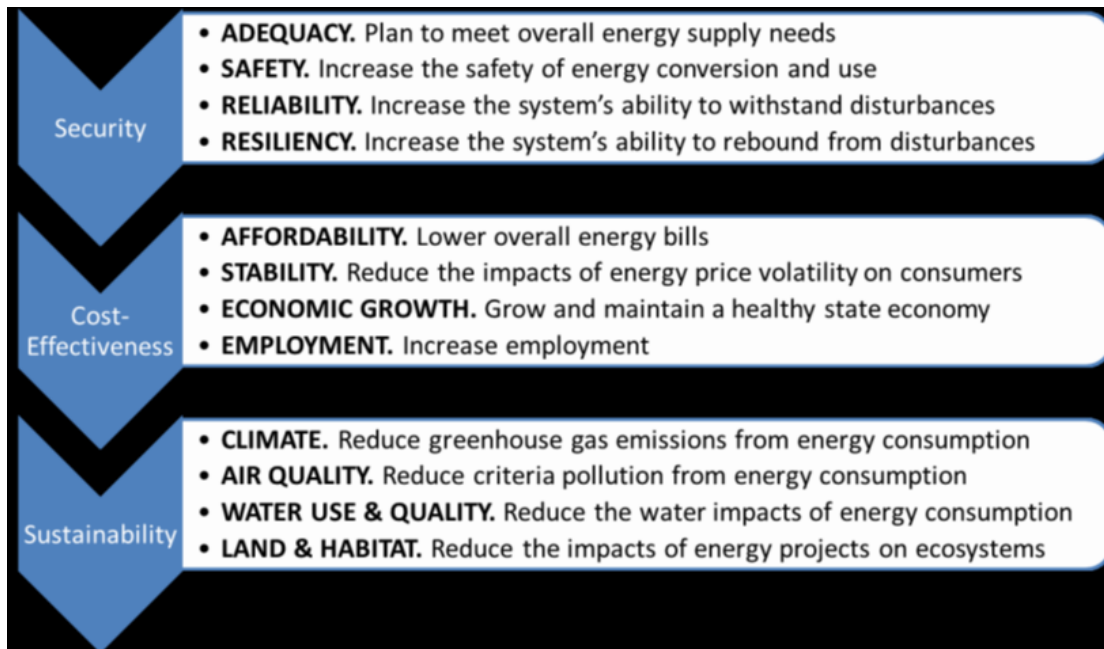 Security
• ADEQUACY. Plan to meet overall energy supply needs
• SAFETY. Increase the safety of energy conversion and use
• RELIABILITY. Increase the system's ability to withstand disturbances
• RESILIENCY. Increase the system's ability to rebound from disturbances
Cost-
Effectiveness
• AFFORDABILITY. Lower overall energy bills
• STABILITY. Reduce the impacts of energy price volatility on consumers
• ECONOMIC GROWTH. Grow and maintain a healthy state economy
• EMPLOYMENT. Increase employment
Sustainability
• CLIMATE. Reduce greenhouse gas emissions from energy consumption
• AIR QUALITY. Reduce criteria pollution from energy consumption
• WATER USE & QUALITY. Reduce the water impacts of energy consumption
• LAND & HABITAT. Reduce the impacts of energy projects on ecosystems